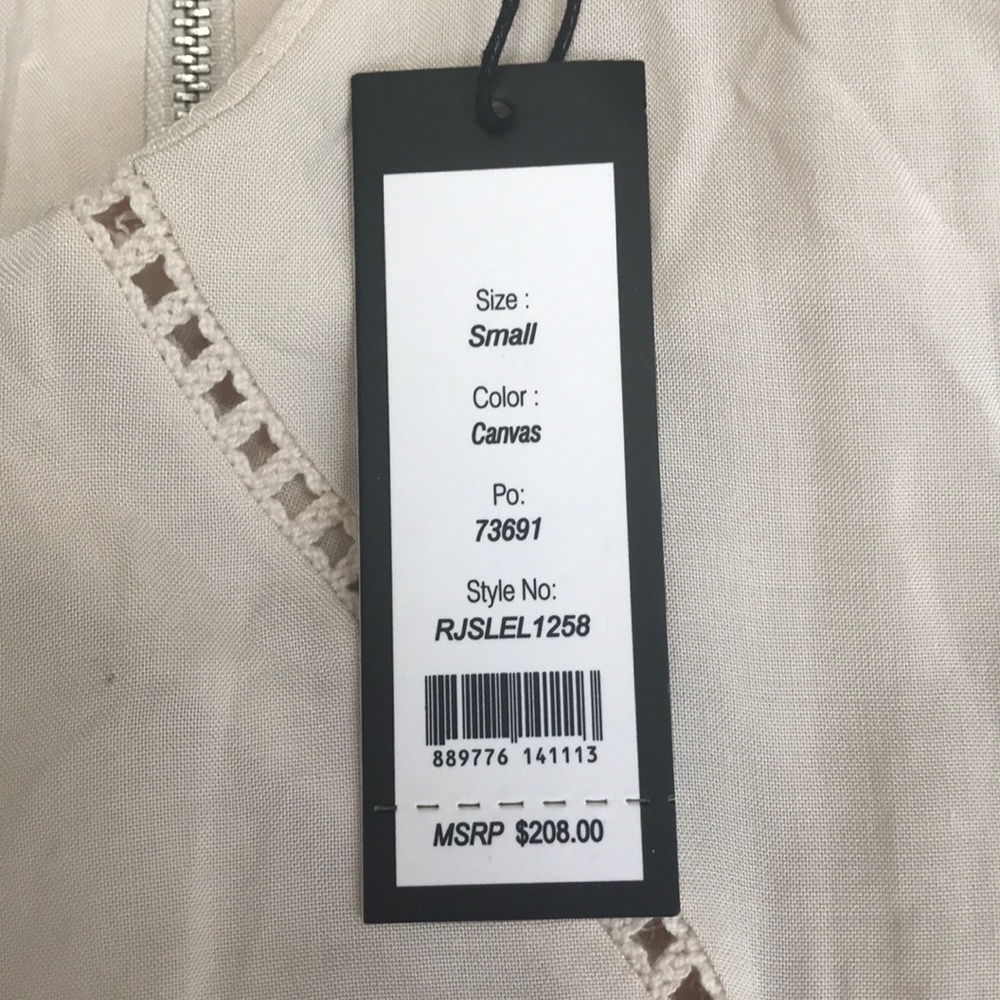 Size :
Small
Color :
Canvas
Po:
73691
Style No:
RJSLEL1258
889776 141113
MSRP $208.00